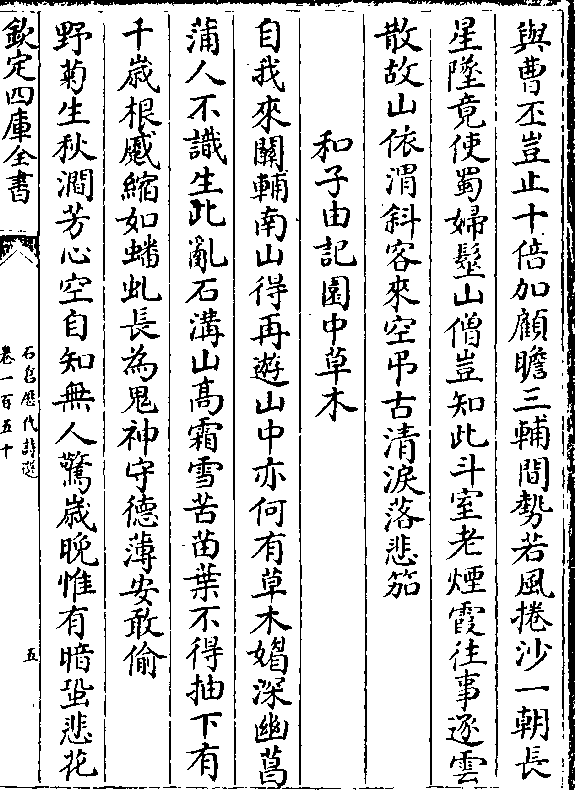 與曹丕豈止十倍加顧瞻三輔間勢若風捲沙一朝長
星墜竟使蜀婦髽山僧豈知此斗室老煙霞往事逐雲
散故山依渭斜客來空弔古清淚落悲笳
和子由記園中草木
自我來關輔南山得再遊山中亦何有草木媚深幽菖
蒲人不識生此亂石溝山高霜雪苦苗葉不得抽下有
千歲根蹙縮如蟠虬長為鬼神守德薄安敢偷
野菊生秋澗芳心空自知無人驚歲晚惟有暗蛩悲花
欽定四庫全書
石倉歷代詩選
卷一百五十
五